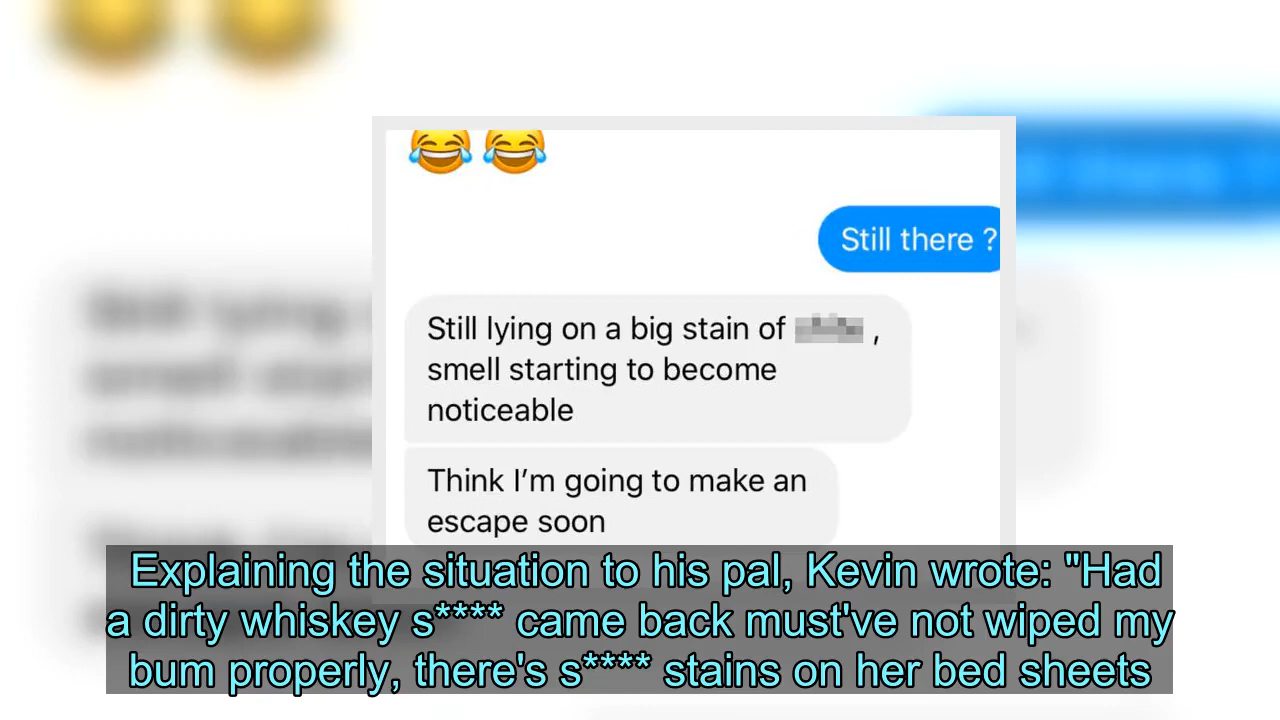 Still there ?
Still lying on a big stain of ,
smell starting to become
noticeable
Think I’m going to make an
escape soon
Explaining the situation to his pal, Kevin wrote: "Had
a dirty whiskey s**** came back must've not wiped my
bum properly, there's s**** stains on her bed sheets